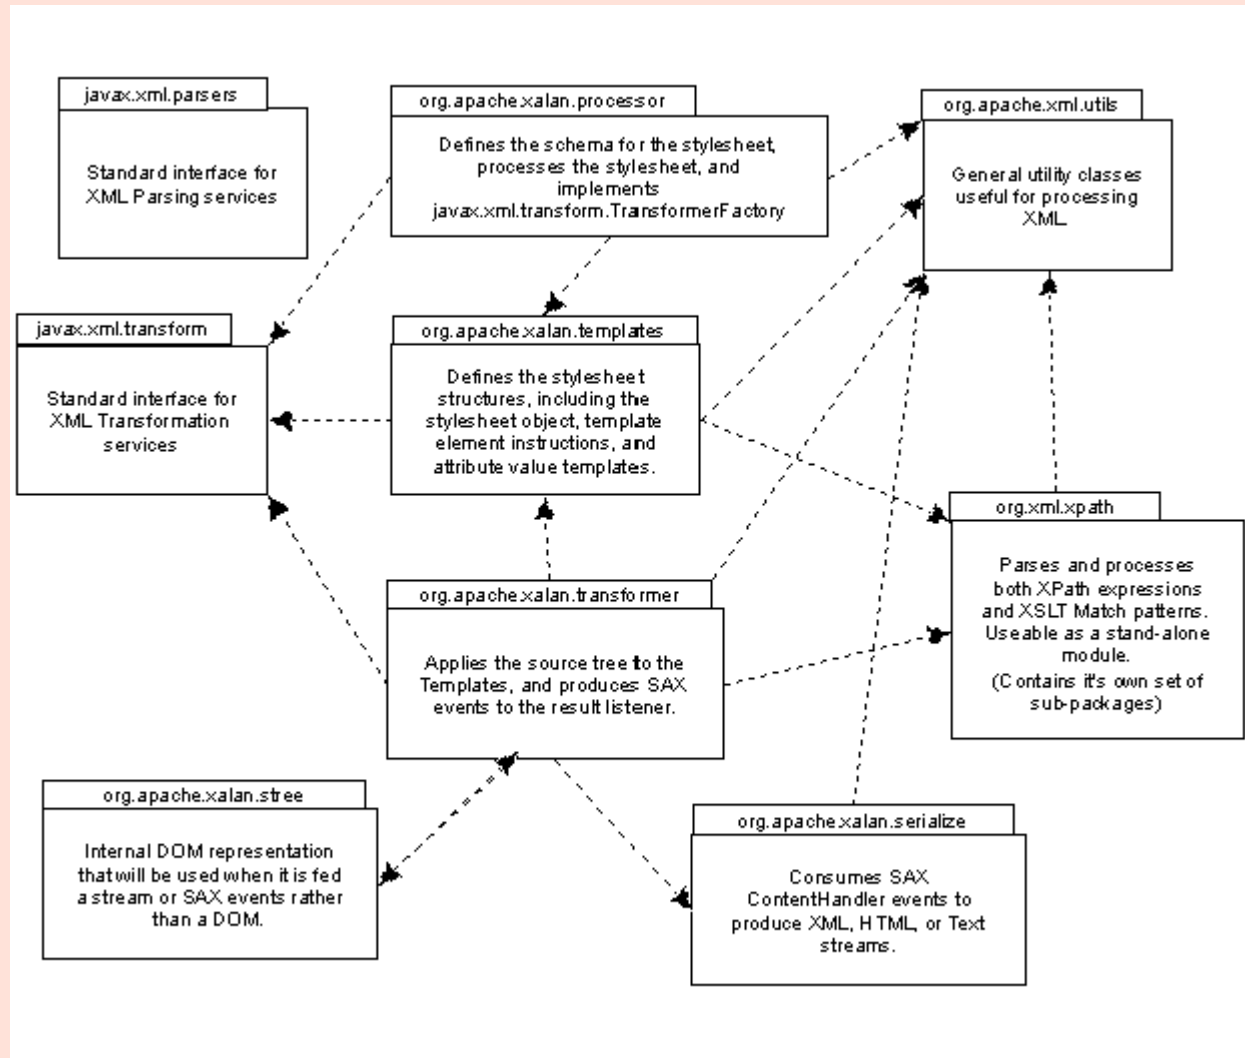 javax.xml.parsers
Standard interface for
XML Parsing services
org.apache.xalan.processor
Defines the schema for the stylesheet,
processes the stylesheet, and
implements
javax.xml.transform.TransformerFactory
org.apache.xml.utils
General utility classes
useful for processing
XML.
javax.xml.transform
Standard interface for
XML Transformation
services
org.apache.xalan.templates
Defines the stylesheet
structures, including the
stylesheet object, template
element instructions, and
attribute value templates.
org.xml.xpath
Parses and processes
both XPath expressions
and XSLT Match patterns.
Useable as a stand-alone
module.
(Contains it's own set of
sub-packages)
org.apache.xalan.transformer
Applies the source tree to the
Templates, and produces SAX
events to the result listener.
org.apache.xalan.stree
Internal DOM representation
that will be used when it is fed
a stream or SAX events rather
than a DOM.
org.apache.xalan.serialize
Consumes SAX
ContentHandler events to
produce XML, HTML, or Text
streams.